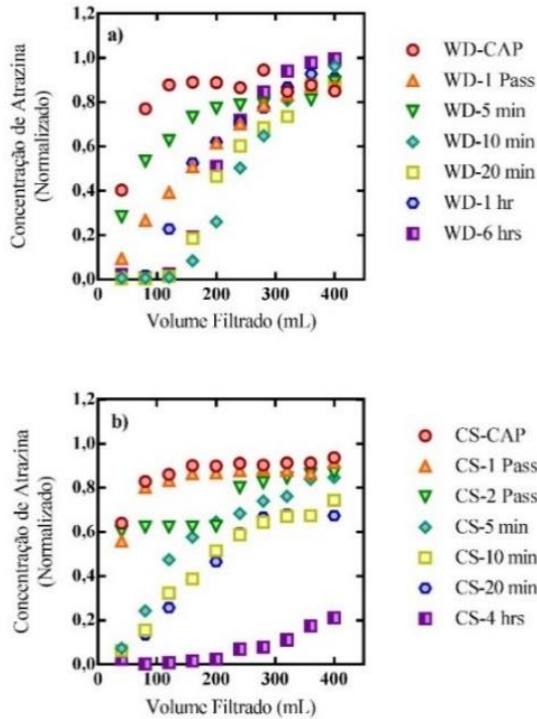 a)
1,2
1,0
0,8
0,6
0,4
0,2
0,0
0 100 200 300 400
Concentração de Atrazina
(Normalizado)
Volume Filtrado (mL)
WD-CAP
WD-1 Pass
WD-5 min
WD-10 min
WD-20 min
WD-1 hr
WD-6 hrs
b)
1,2
1,0
0,8
0,6
0,4
0,2
0,0
0 100 200 300 400
Concentração de Atrazina
(Normalizado)
Volume Filtrado (mL)
CS-CAP
CS-1 Pass
CS-2 Pass
CS-5 min
CS-10 min
CS-20 min
CS-4 hrs